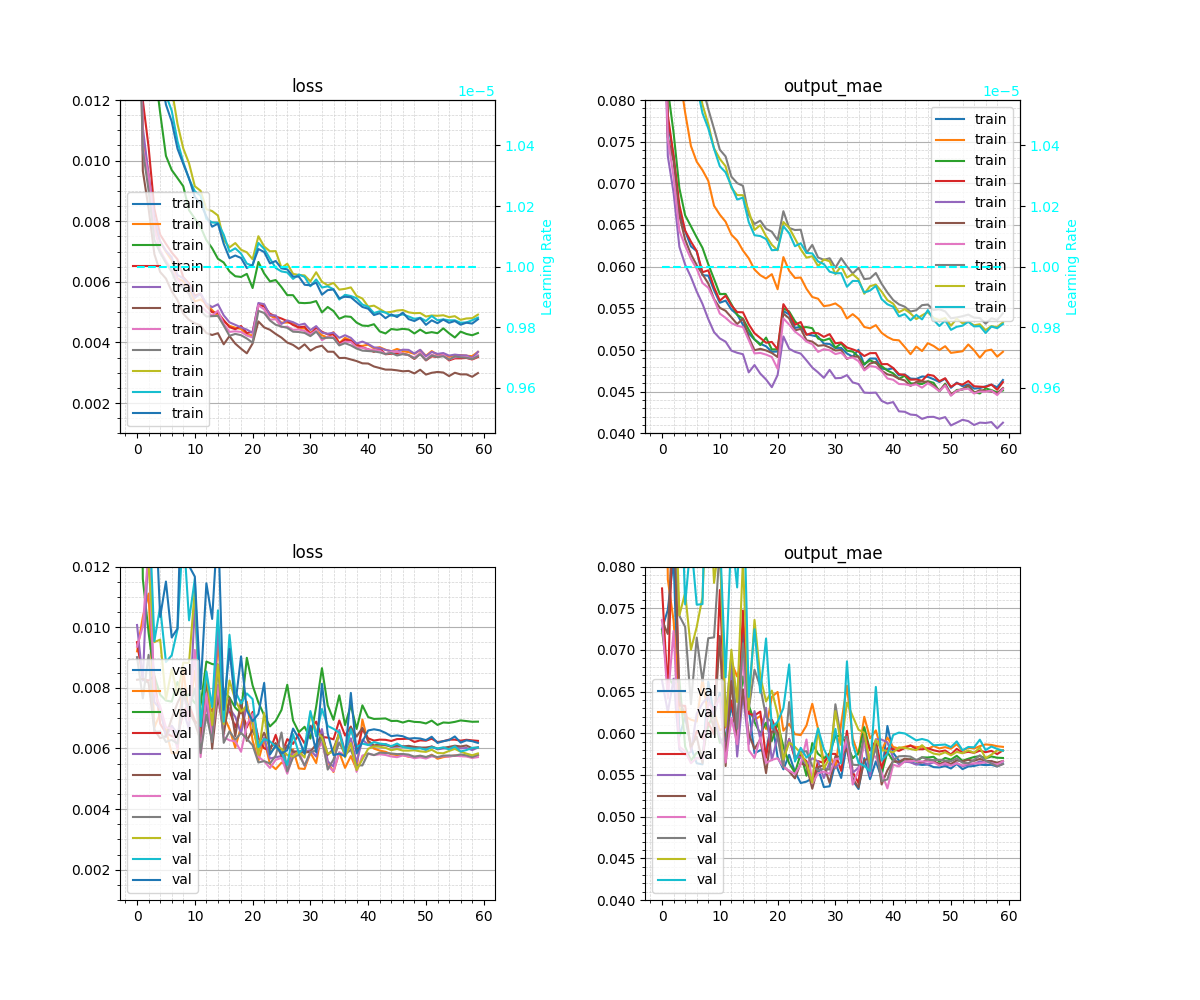 loss
1e−5
0.012
0.010
0.008
0.006
0.004
0.002
0
10
20
30
40
50
60
1.04
1.02
1.00
0.98
0.96
Learning Rate
train
train
train
train
train
train
train
train
train
train
train
output_mae
1e−5
0.080
0.075
0.070
0.065
0.060
0.055
0.050
0.045
0.040
0
10
20
30
40
50
60
1.04
1.02
1.00
0.98
0.96
Learning Rate
train
train
train
train
train
train
train
train
train
train
loss
0.012
0.010
0.008
0.006
0.004
0.002
0
10
20
30
40
50
60
val
val
val
val
val
val
val
val
val
val
val
output_mae
0.080
0.075
0.070
0.065
0.060
0.055
0.050
0.045
0.040
0
10
20
30
40
50
60
val
val
val
val
val
val
val
val
val
val